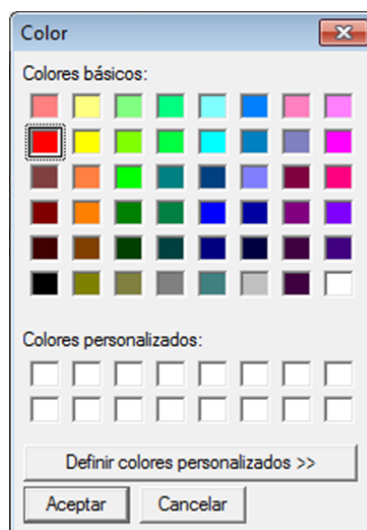 Color
Colores básicos:
Colores personalizados:
Definir colores personalizados >>
Aceptar
Cancelar